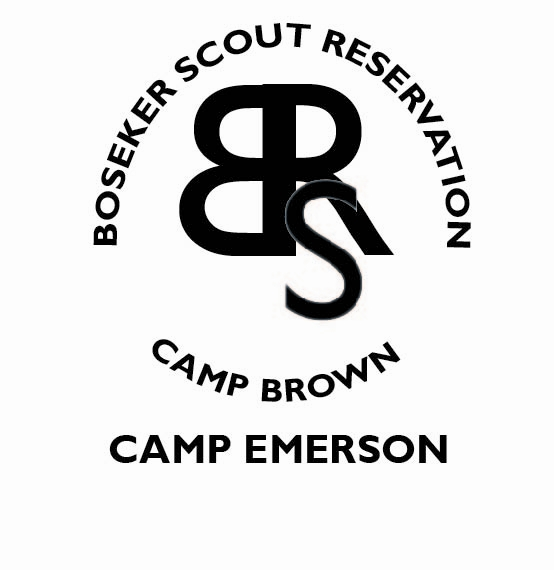 BOSEKER SCOUT RESERVATION
BRS
CAMP BROWN
CAMP EMERSON